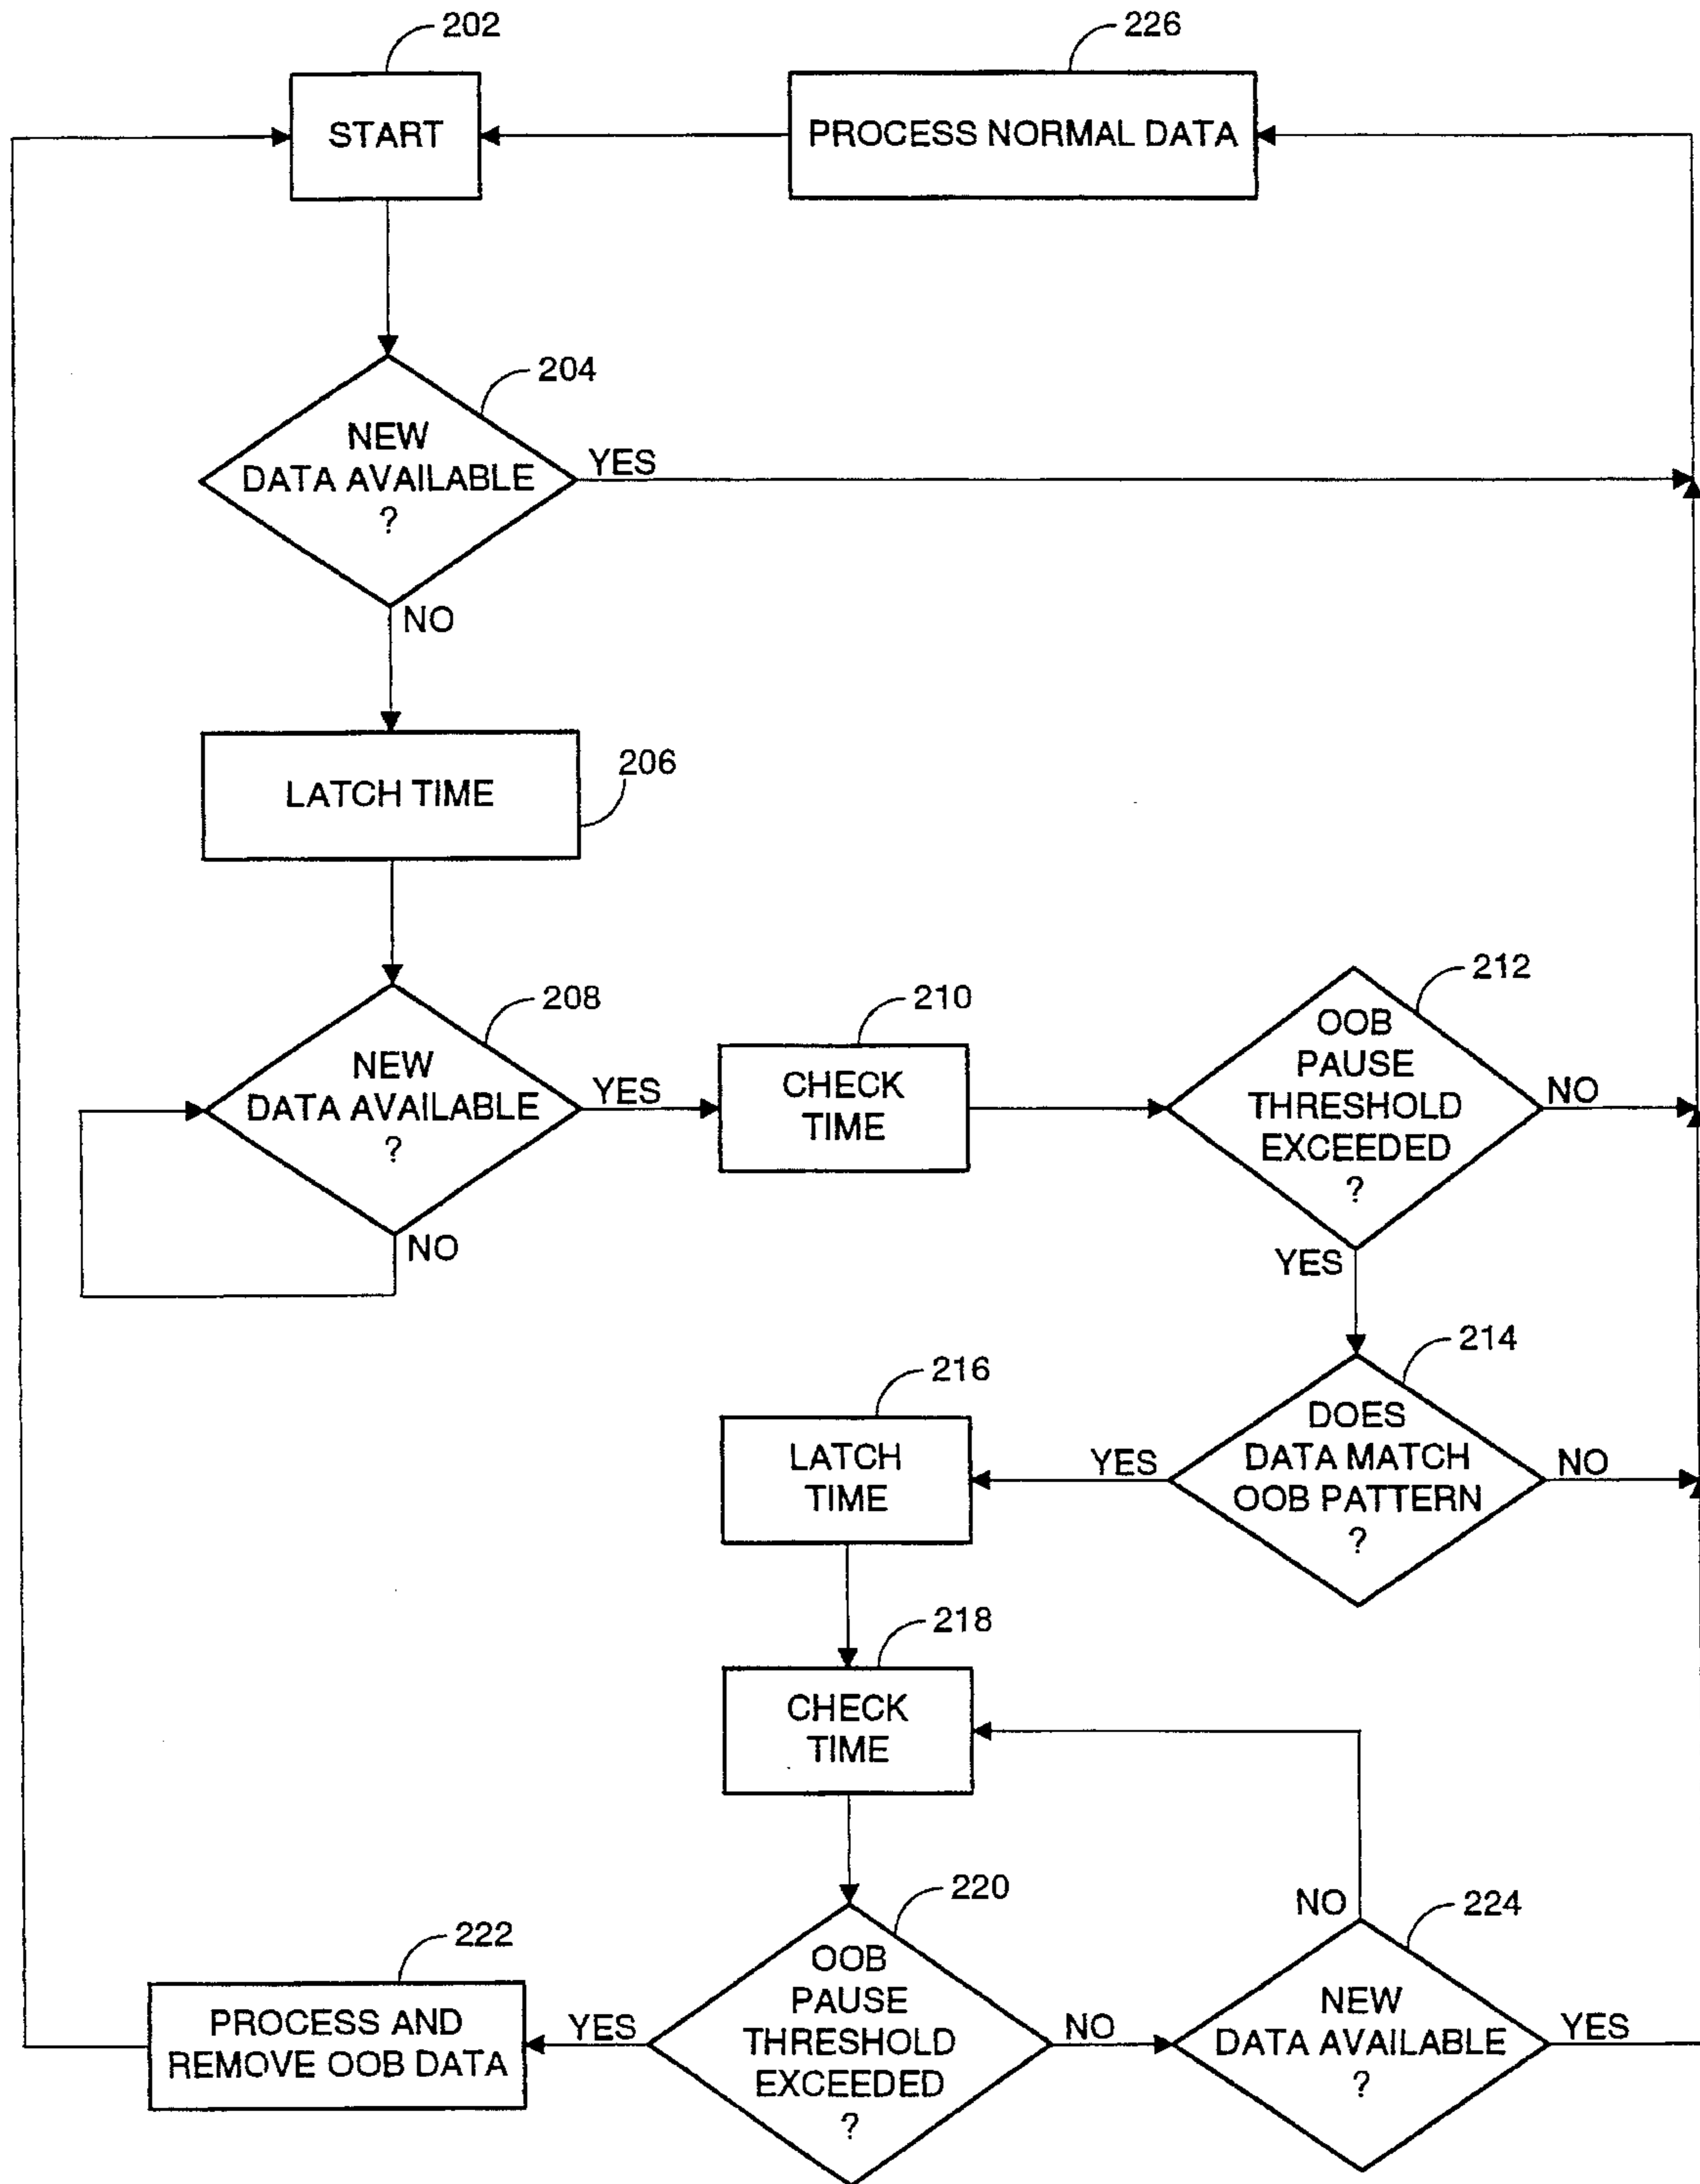 202
226
START
PROCESS NORMAL DATA
204
NEW
DATA AVAILABLE
?
YES
NO
206
LATCH TIME
208
NEW
DATA AVAILABLE
?
YES
NO
210
CHECK
TIME
212
OOB
PAUSE
THRESHOLD
EXCEEDED
?
NO
YES
214
DOES
DATA MATCH
OOB PATTERN
?
NO
YES
216
LATCH
TIME
218
CHECK
TIME
220
OOB
PAUSE
THRESHOLD
EXCEEDED
?
YES
NO
222
PROCESS AND
REMOVE OOB DATA
224
NEW
DATA AVAILABLE
?
NO
YES